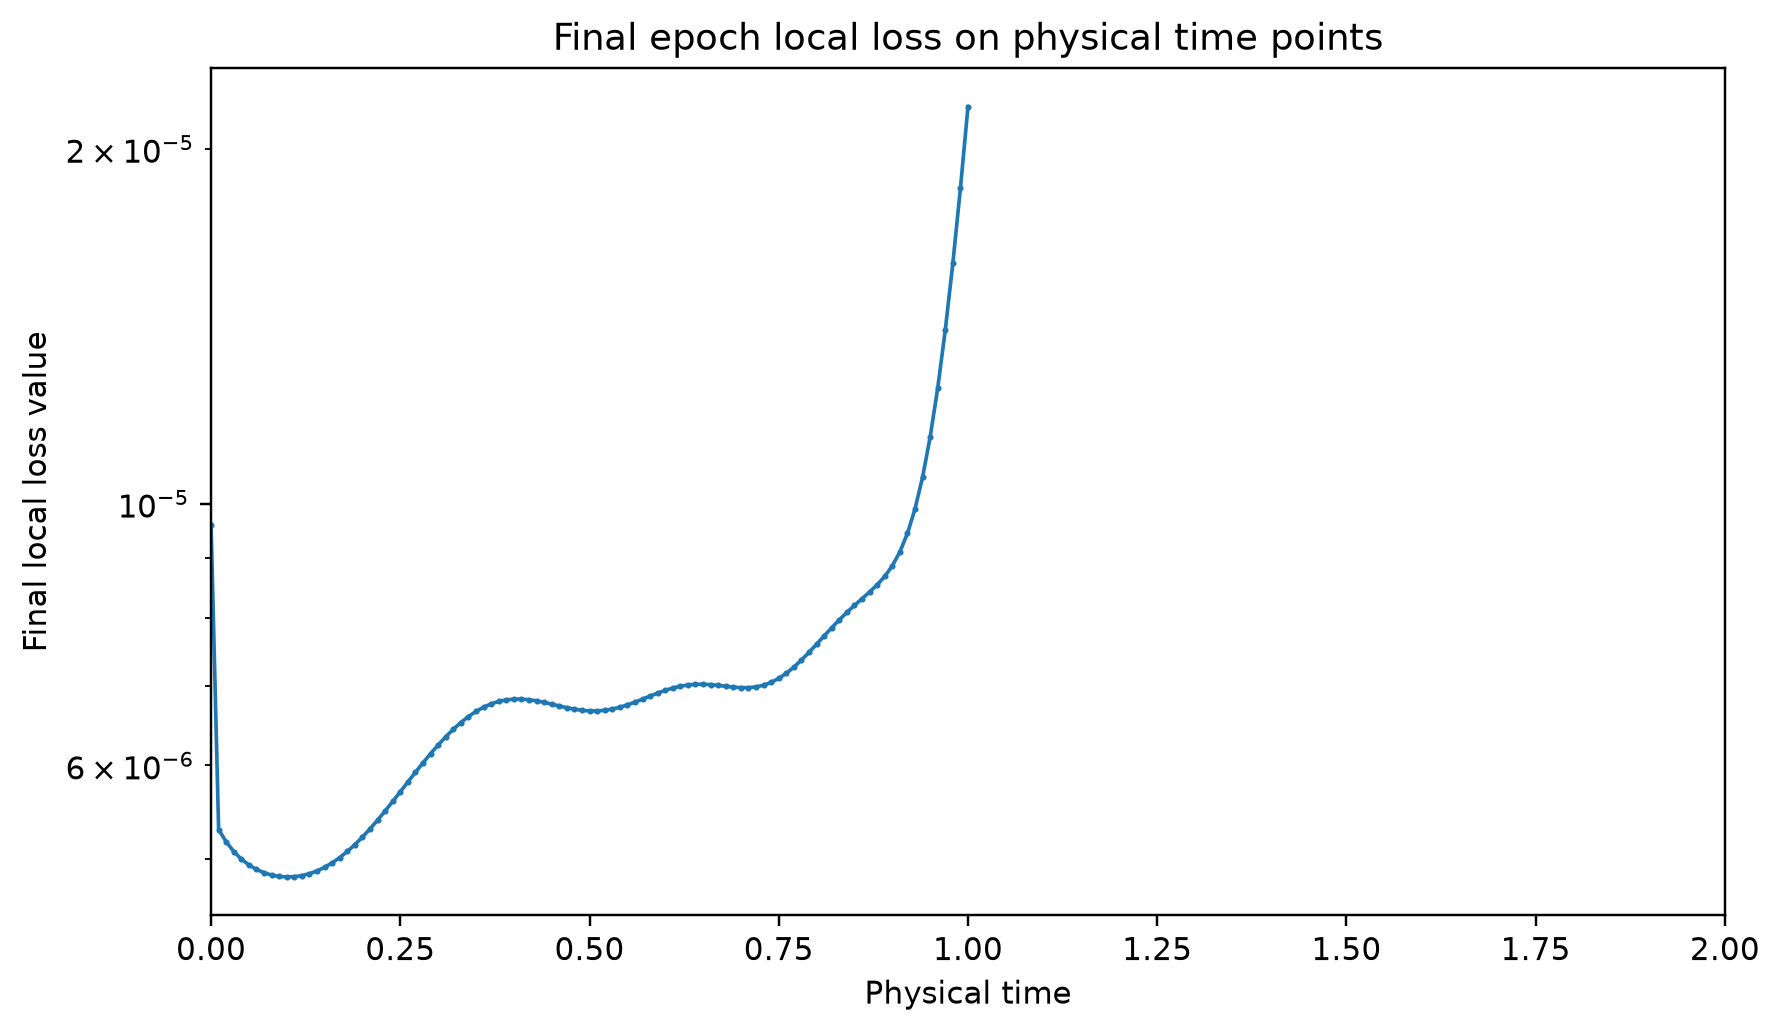 Final epoch local loss on physical time points
2 × 10⁻⁵
10⁻⁵
6 × 10⁻⁶
Final local loss value
0.00 0.25 0.50 0.75 1.00 1.25 1.50 1.75 2.00
Physical time